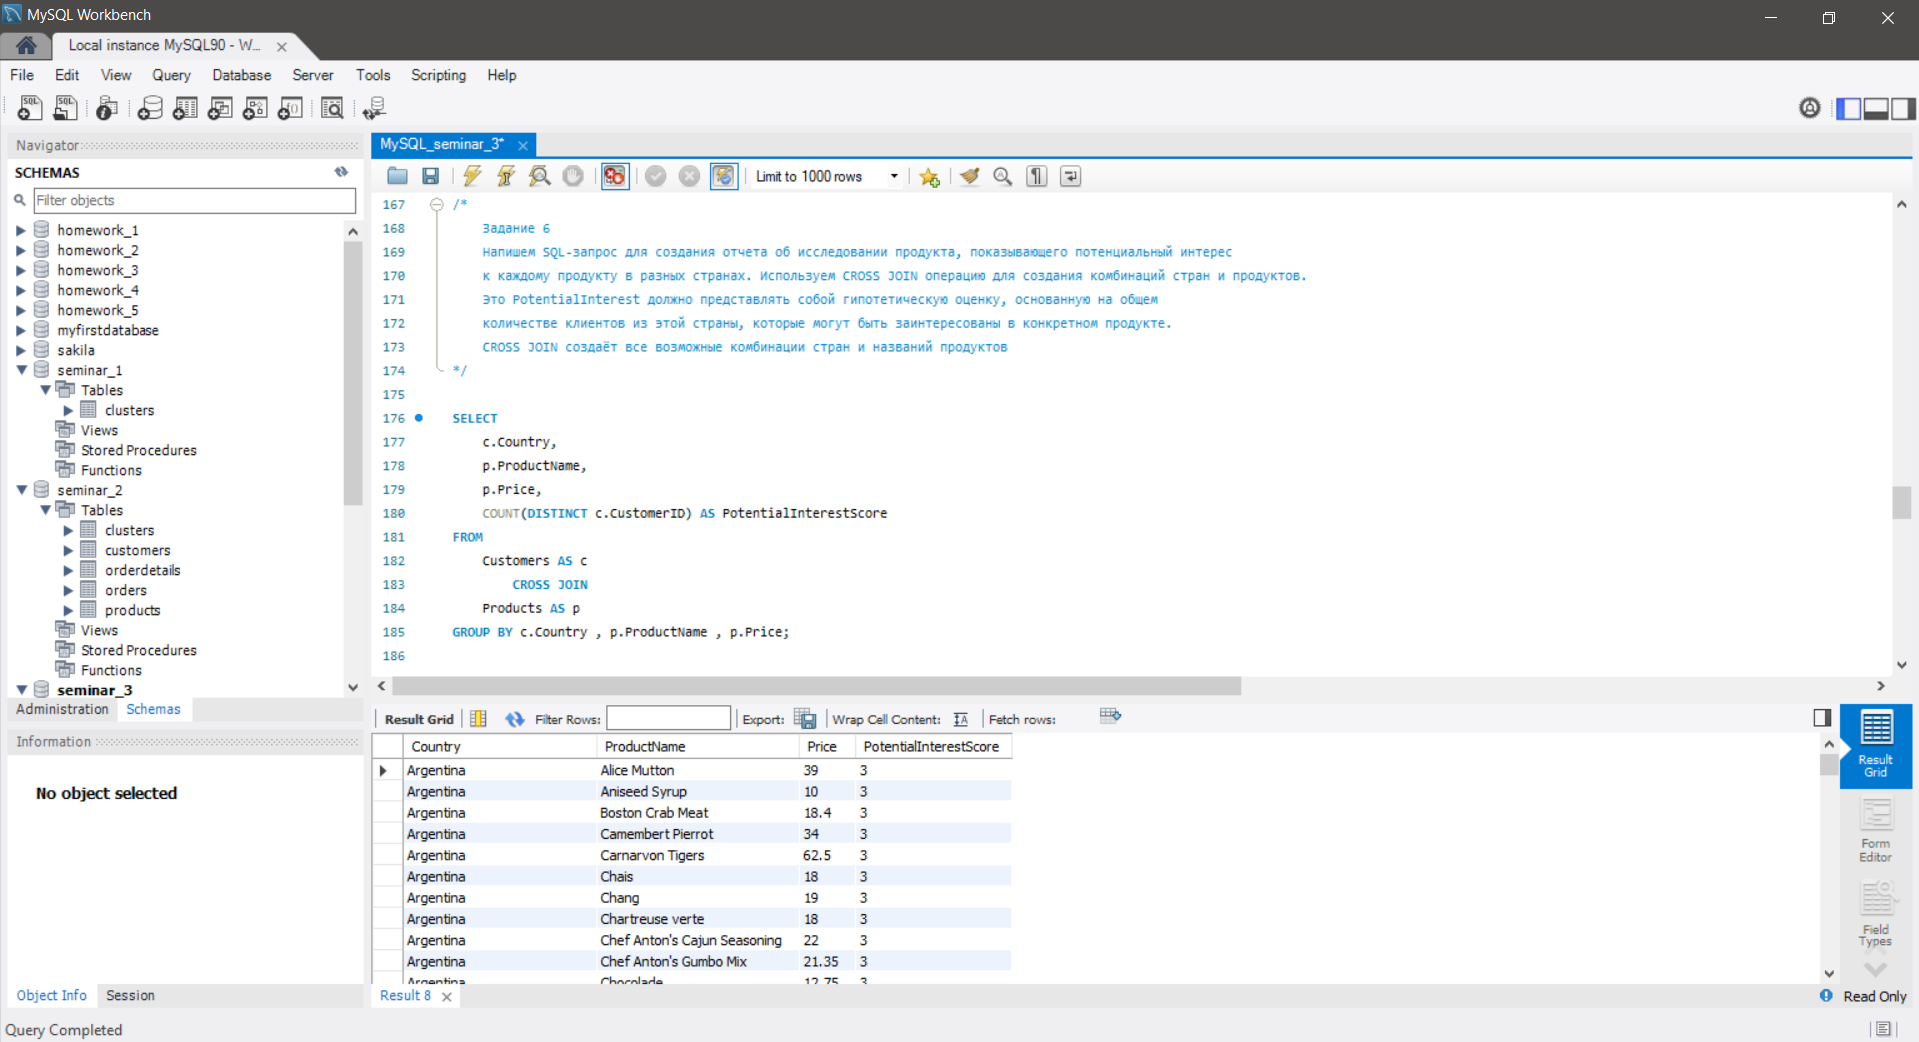 MySQL Workbench
Local instance MySQL90 - W...
File Edit View Query Database Server Tools Scripting Help
Navigator
SCHEMAS
Filter objects
homework_1
homework_2
homework_3
homework_4
homework_5
myfirstdatabase
sakila
seminar_1
Tables
clusters
Views
Stored Procedures
Functions
seminar_2
Tables
clusters
customers
orderdetails
orders
products
Views
Stored Procedures
Functions
seminar_3
Administration Schemas
Information
No object selected
Object Info Session
Query Completed
MySQL_seminar_3*
Limit to 1000 rows
167 /*
168 Задание 6
169 Напишем SQL-запрос для создания отчета об исследовании продукта, показывающего потенциальный интерес
170 к каждому продукту в разных странах. Используем CROSS JOIN операцию для создания комбинаций стран и продуктов.
171 Это PotentialInterest должно представлять собой гипотетическую оценку, основанную на общем
172 количестве клиентов из этой страны, которые могут быть заинтересованы в конкретном продукте.
173 CROSS JOIN создаёт все возможные комбинации стран и названий продуктов
174 */
175
176 SELECT
177 c.Country,
178 p.ProductName,
179 p.Price,
180 COUNT(DISTINCT c.CustomerID) AS PotentialInterestScore
181 FROM
182 Customers AS c
183 CROSS JOIN
184 Products AS p
185 GROUP BY c.Country , p.ProductName , p.Price;
186
Result Grid Filter Rows: Export: Wrap Cell Content: Fetch rows:
Country ProductName Price PotentialInterestScore
Argentina Alice Mutton 39 3
Argentina Aniseed Syrup 10 3
Argentina Boston Crab Meat 18.4 3
Argentina Camembert Pierrot 34 3
Argentina Carnarvon Tigers 62.5 3
Argentina Chais 18 3
Argentina Chang 19 3
Argentina Chartreuse verte 18 3
Argentina Chef Anton's Cajun Seasoning 22 3
Argentina Chef Anton's Gumbo Mix 21.35 3
Argentina Chocolade 12.75 3
Result 8
Result
Grid
Form
Editor
Field
Types
Read Only